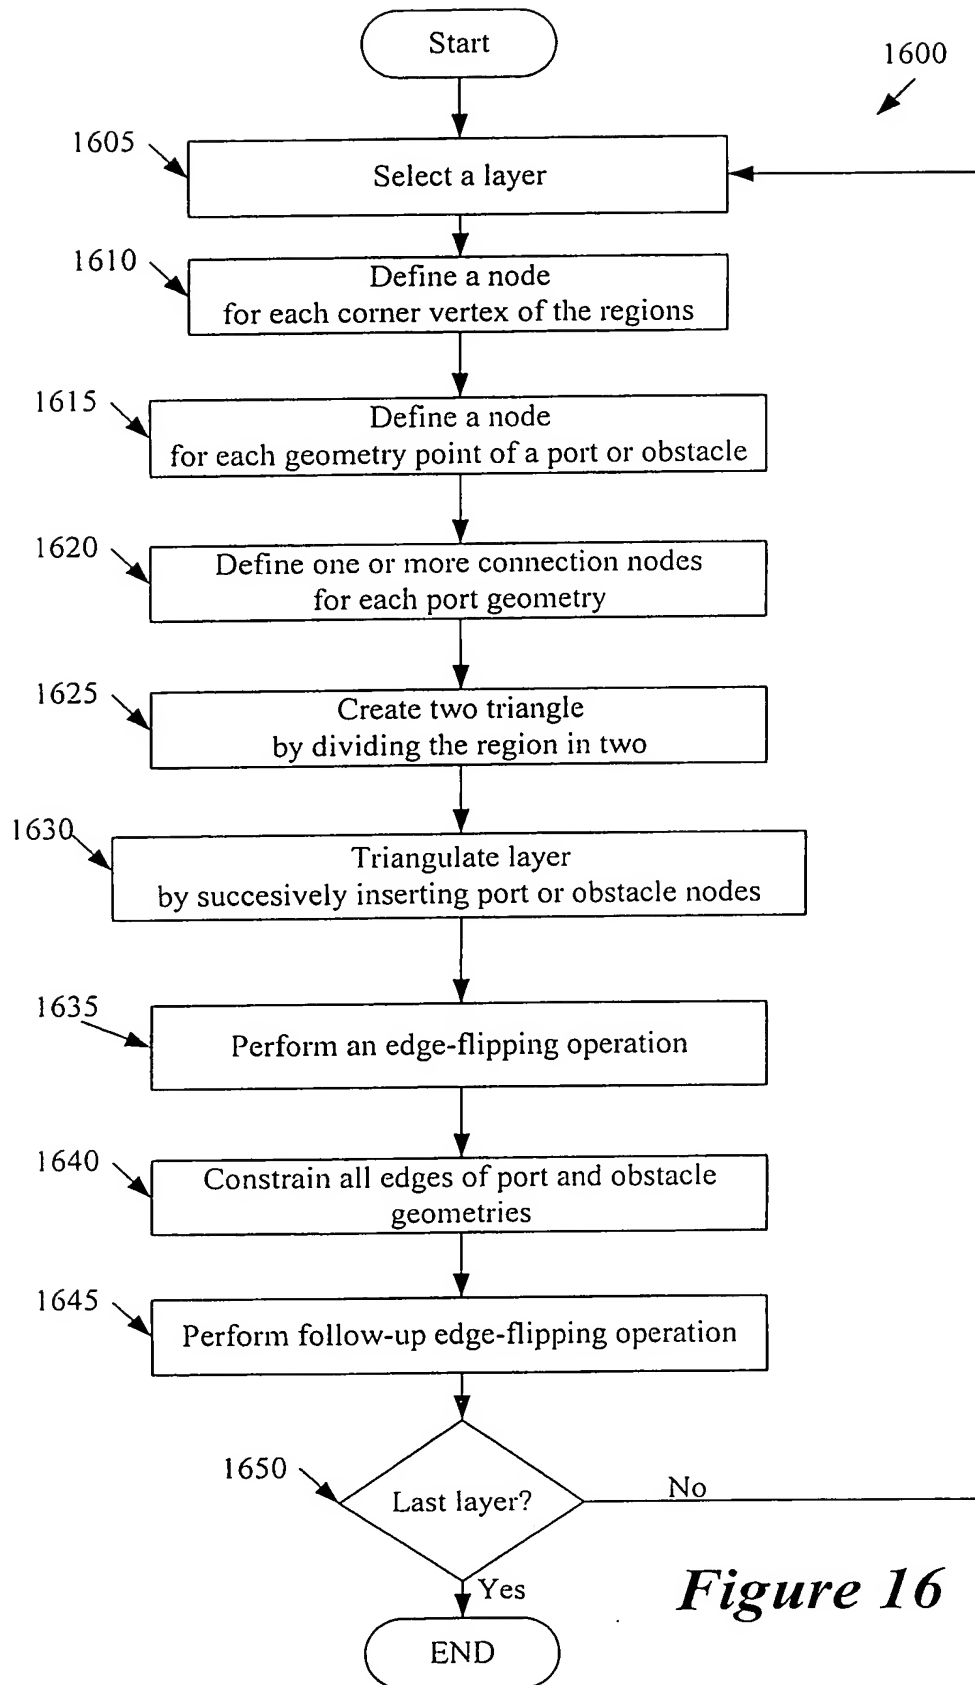 Start
1600
1605
Select a layer
1610
Define a node
for each corner vertex of the regions
1615
Define a node
for each geometry point of a port or obstacle
1620
Define one or more connection nodes
for each port geometry
1625
Create two triangle
by dividing the region in two
1630
Triangulate layer
by succesively inserting port or obstacle nodes
1635
Perform an edge-flipping operation
1640
Constrain all edges of port and obstacle
geometries
1645
Perform follow-up edge-flipping operation
1650
Last layer?
No
Yes
Figure 16
END